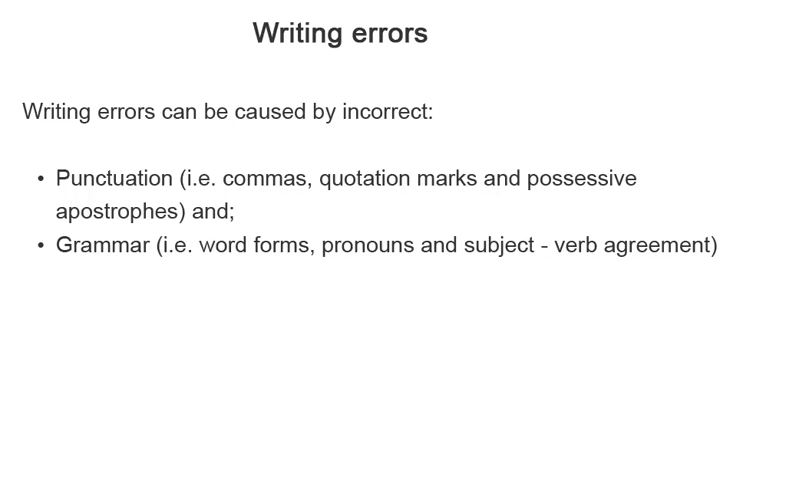 Writing errors
Writing errors can be caused by incorrect:
• Punctuation (i.e. commas, quotation marks and possessive
apostrophes) and;
• Grammar (i.e. word forms, pronouns and subject - verb agreement)